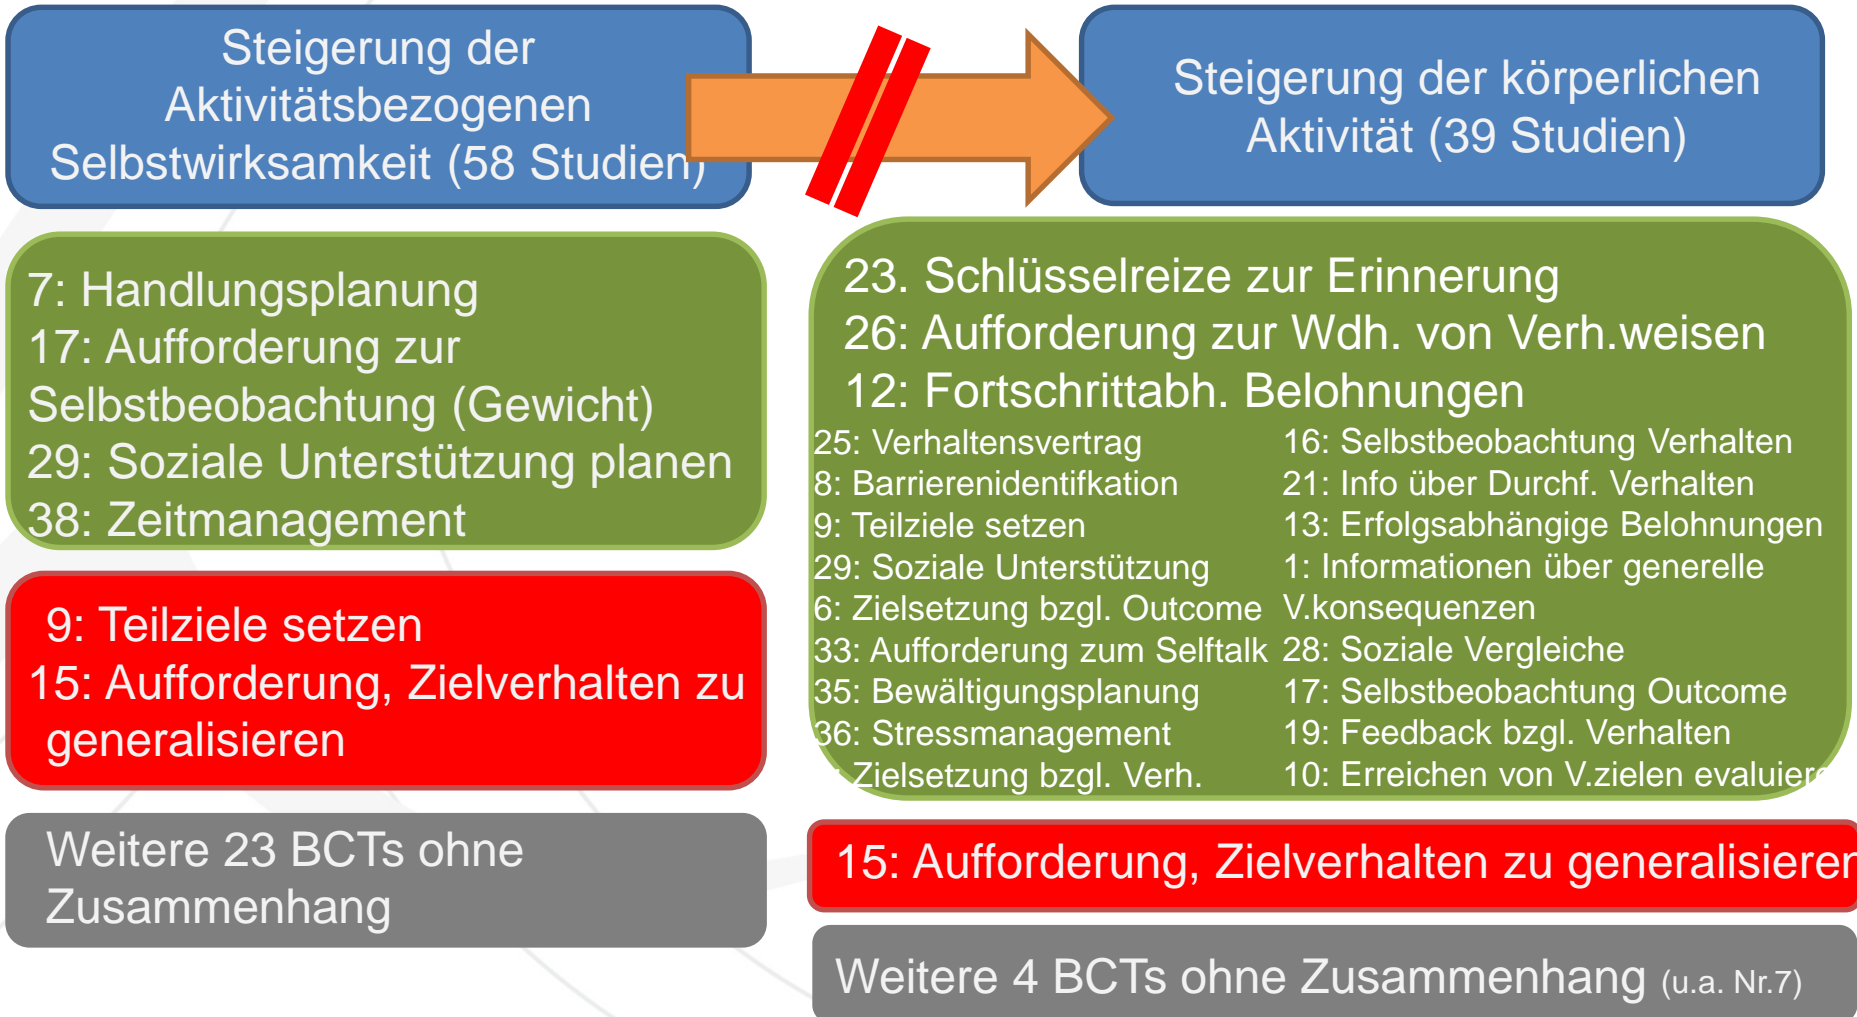 Steigerung der
Aktivitätsbezogenen
Selbstwirksamkeit (58 Studien)
Steigerung der körperlichen
Aktivität (39 Studien)
7: Handlungsplanung
17: Aufforderung zur
Selbstbeobachtung (Gewicht)
29: Soziale Unterstützung planen
38: Zeitmanagement
9: Teilziele setzen
15: Aufforderung, Zielverhalten zu
generalisieren
Weitere 23 BCTs ohne
Zusammenhang
23. Schlüsselreize zur Erinnerung
26: Aufforderung zur Wdh. von Verh.weisen
12: Fortschrittabh. Belohnungen
25: Verhaltensvertrag
8: Barrierenidentifkation
9: Teilziele setzen
29: Soziale Unterstützung
6: Zielsetzung bzgl. Outcome
33: Aufforderung zum Selftalk
35: Bewältigungsplanung
36: Stressmanagement
: Zielsetzung bzgl. Verh.
16: Selbstbeobachtung Verhalten
21: Info über Durchf. Verhalten
13: Erfolgsabhängige Belohnungen
1: Informationen über generelle
V.konsequenzen
28: Soziale Vergleiche
17: Selbstbeobachtung Outcome
19: Feedback bzgl. Verhalten
10: Erreichen von V.zielen evaluiere
15: Aufforderung, Zielverhalten zu generalisieren
Weitere 4 BCTs ohne Zusammenhang (u.a. Nr.7)